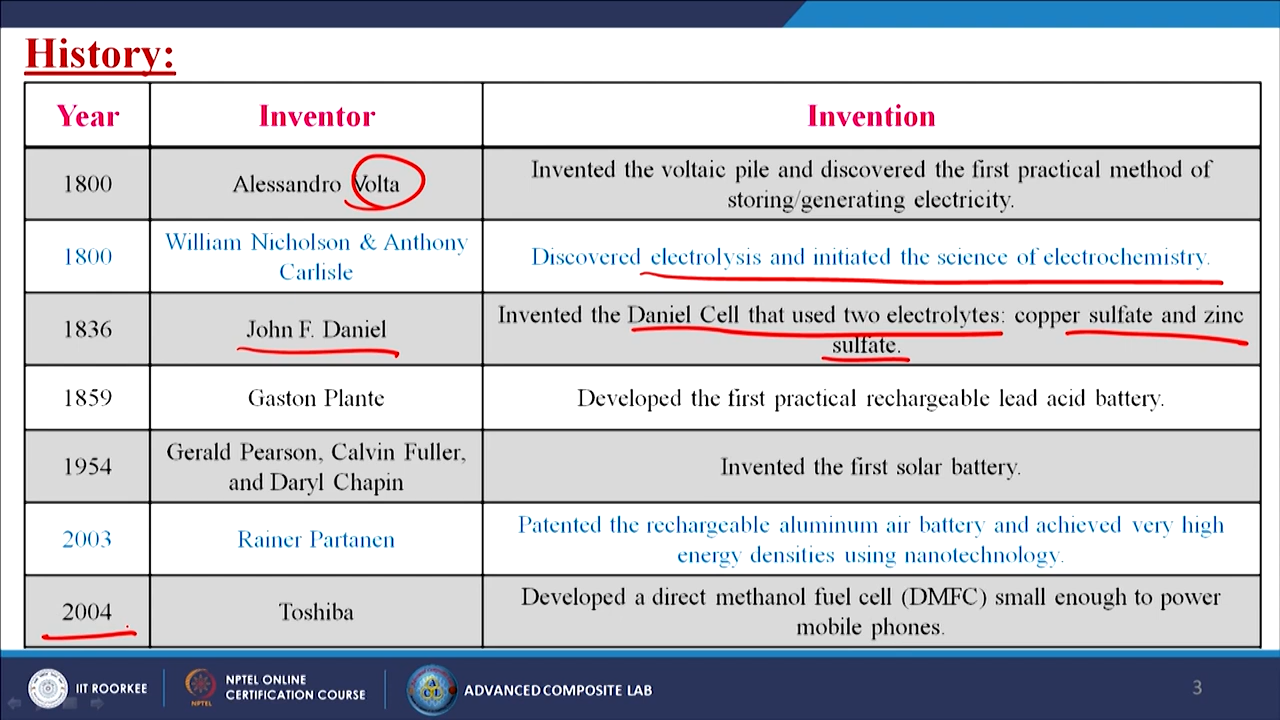 History:
Year Inventor Invention
1800 Alessandro Volta Invented the voltaic pile and discovered the first practical method of
storing/generating electricity.
1800 William Nicholson & Anthony
Carlisle
Discovered electrolysis and initiated the science of electrochemistry.
1836 John F. Daniel Invented the Daniel Cell that used two electrolytes: copper sulfate and zinc
sulfate.
1859 Gaston Plante Developed the first practical rechargeable lead acid battery.
1954 Gerald Pearson, Calvin Fuller,
and Daryl Chapin
Invented the first solar battery.
2003 Rainer Partanen Patented the rechargeable aluminum air battery and achieved very high
energy densities using nanotechnology.
2004 Toshiba Developed a direct methanol fuel cell (DMFC) small enough to power
mobile phones.
IIT ROORKEE
NPTEL
NPTEL ONLINE
CERTIFICATION COURSE
ADVANCED COMPOSITE LAB
3